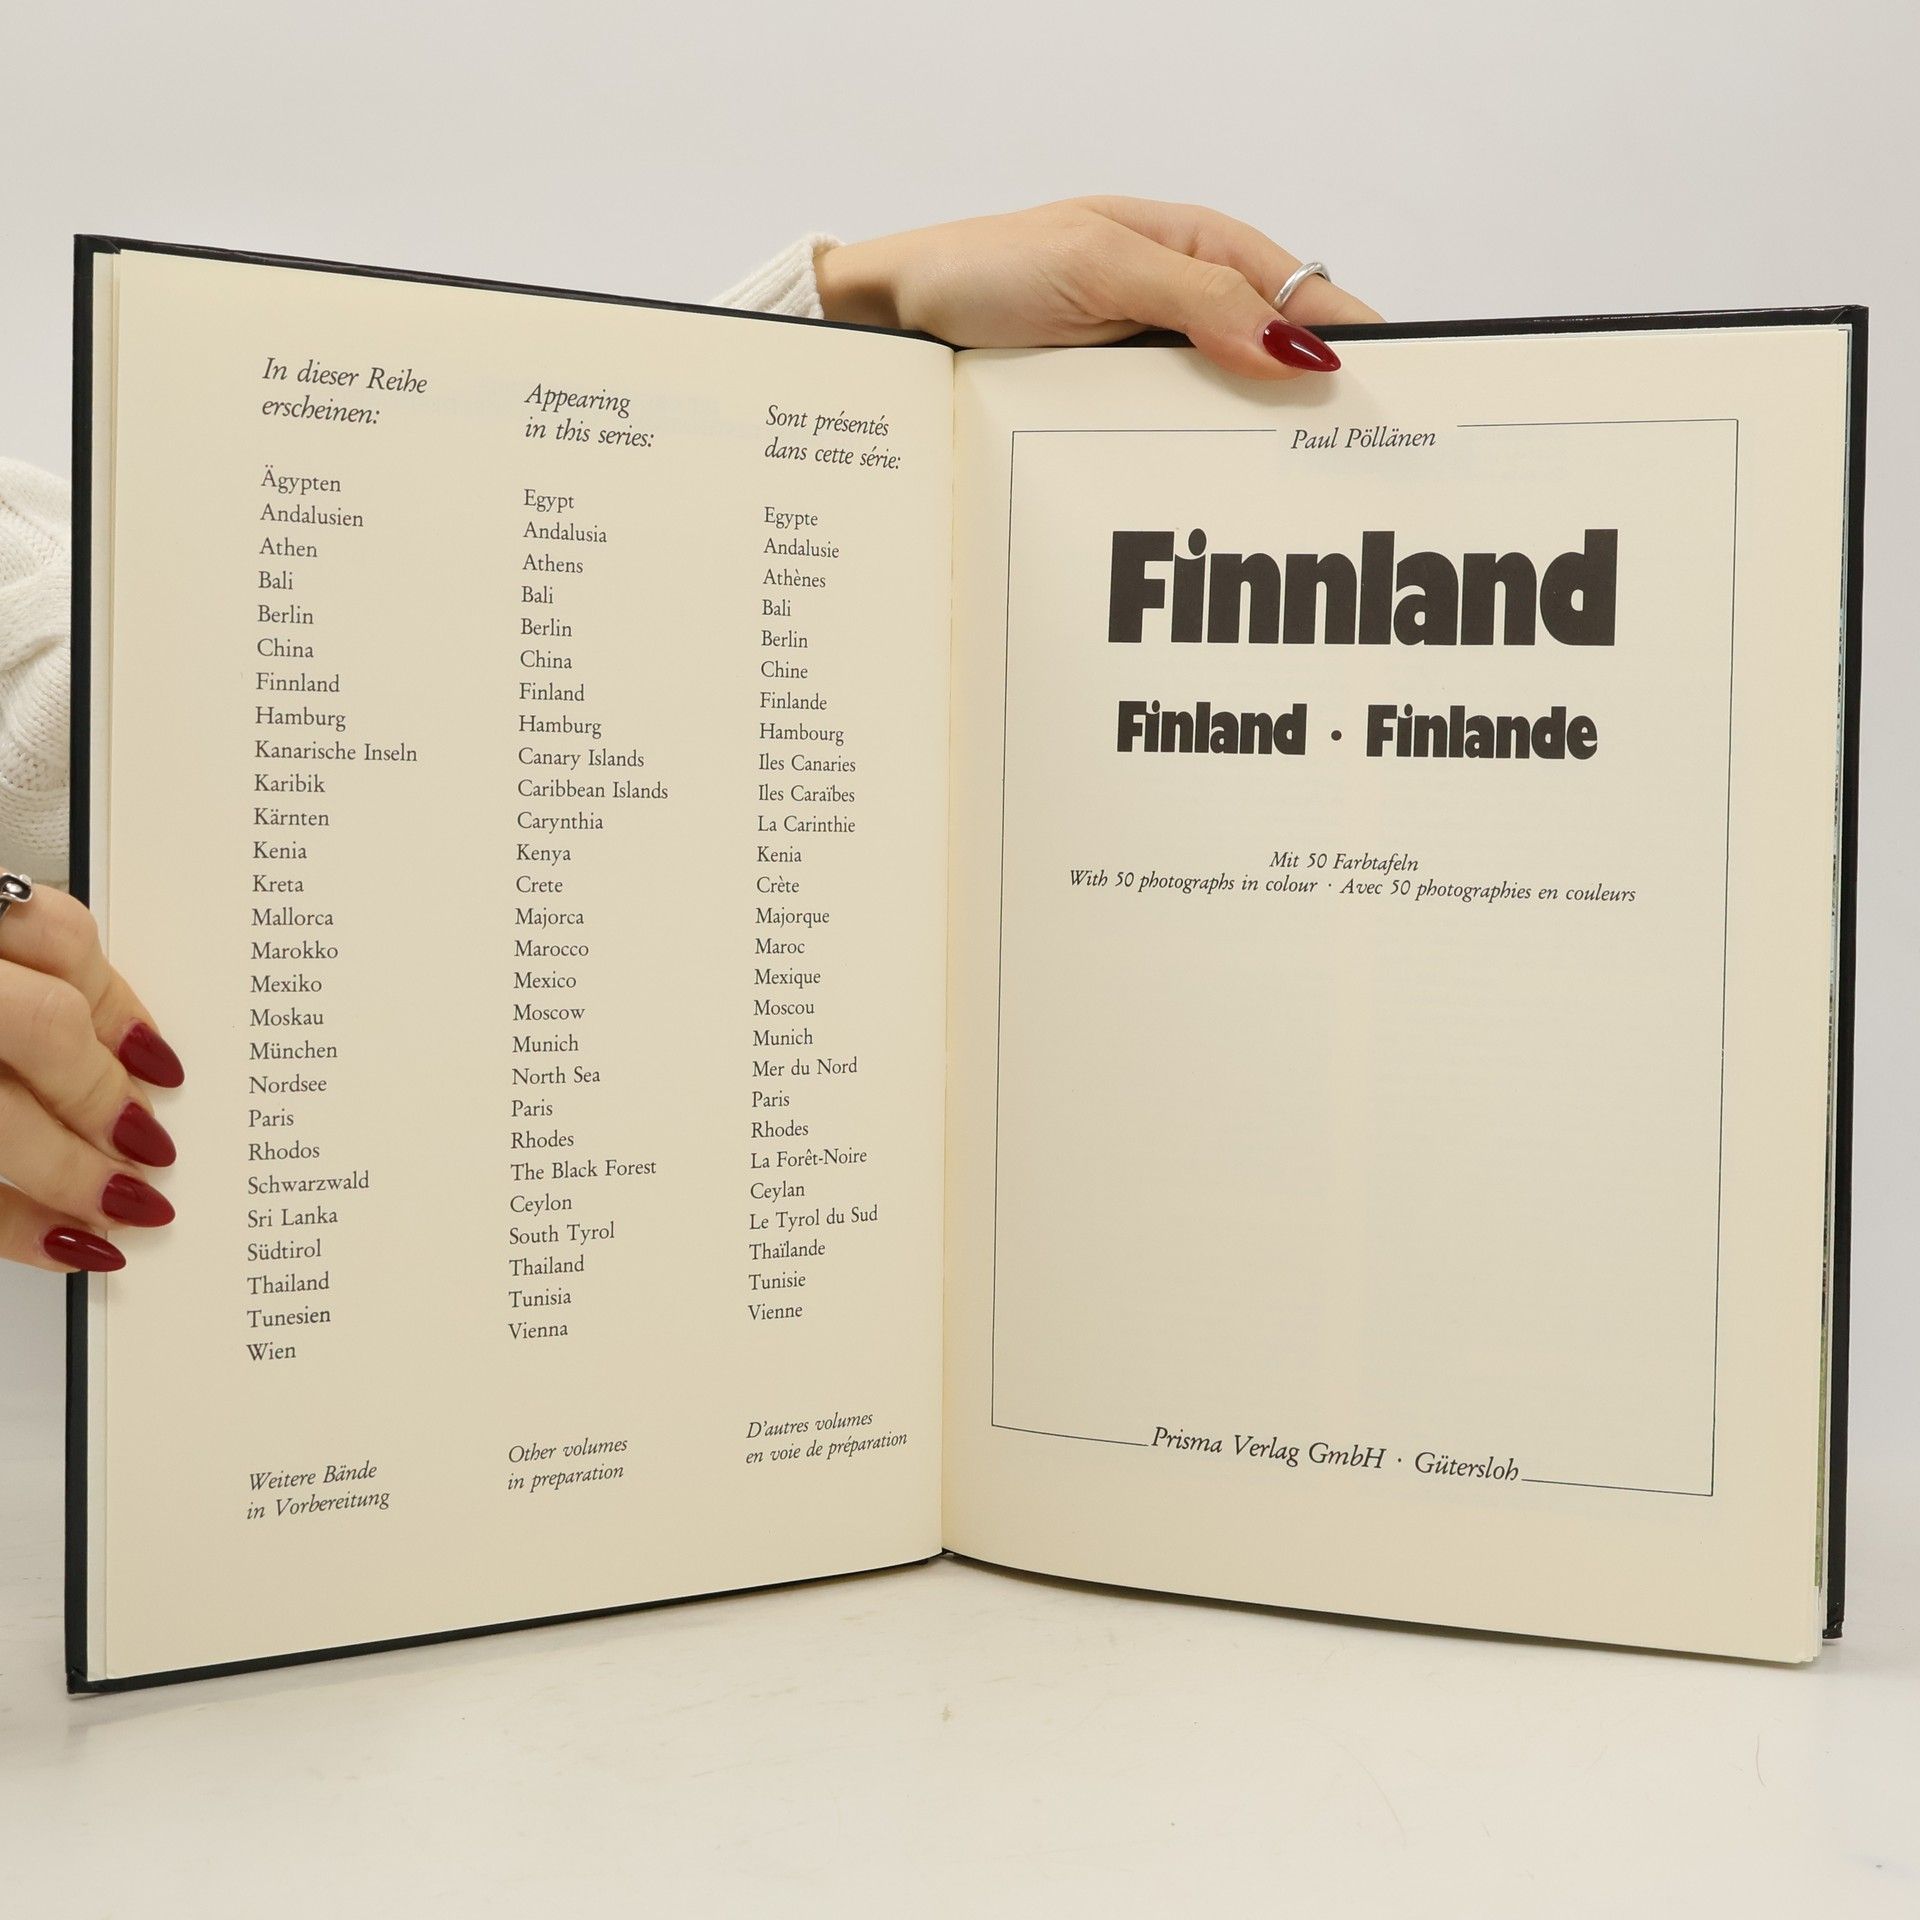 In dieser Reihe
erscheinen:
Ägypten
Andalusien
Athen
Bali
Berlin
China
Finnland
Hamburg
Kanarische Inseln
Karibik
Kärnten
Kenia
Kreta
Mallorca
Marokko
Mexiko
Moskau
München
Nordsee
Paris
Rhodos
Schwarzwald
Sri Lanka
Südtirol
Thailand
Tunesien
Wien
Weitere Bände
in Vorbereitung
Appearing
in this series:
Egypt
Andalusia
Athens
Bali
Berlin
China
Finland
Hamburg
Canary Islands
Caribbean Islands
Carynthia
Kenya
Crete
Majorca
Marocco
Mexico
Moscow
Munich
North Sea
Paris
Rhodes
The Black Forest
Ceylon
South Tyrol
Thailand
Tunisia
Vienna
Other volumes
in preparation
Sont présentés
dans cette série:
Egypte
Andalusie
Athènes
Bali
Berlin
Chine
Finlande
Hambourg
Iles Canaries
Iles Caraïbes
La Carinthie
Kenia
Crète
Majorque
Maroc
Mexique
Moscou
Munich
Mer du Nord
Paris
Rhodes
La Forêt-Noire
Ceylan
Le Tyrol du Sud
Thaïlande
Tunisie
Vienne
D'autres volumes
en voie de préparation
Paul Pöllänen
Finnland
Finland · Finlande
Mit 50 Farbtafeln
With 50 photographs in colour · Avec 50 photographies en couleurs
Prisma Verlag GmbH · Gütersloh